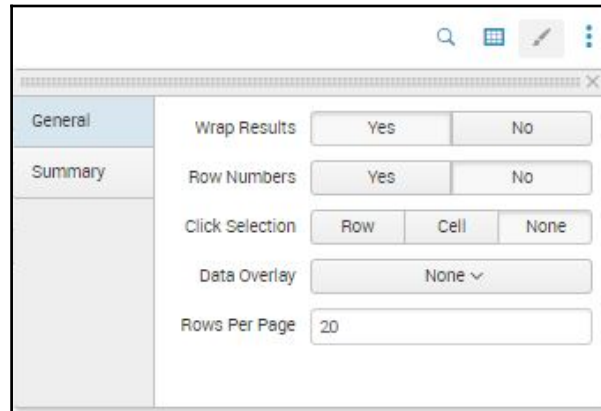 General
Summary
Wrap Results Yes No
Row Numbers Yes No
Click Selection Row Cell None
Data Overlay None
Rows Per Page 20